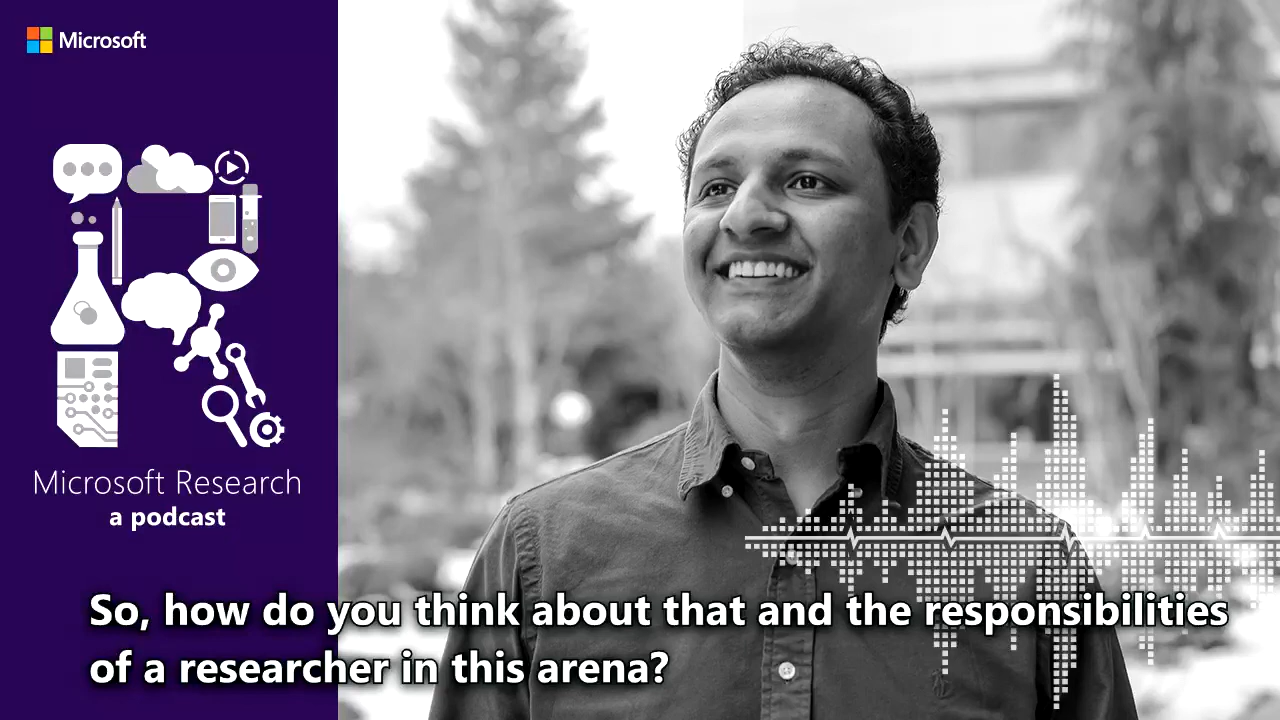 Microsoft
Microsoft Research
a podcast
So, how do you think about that and the responsibilities
of a researcher in this arena?